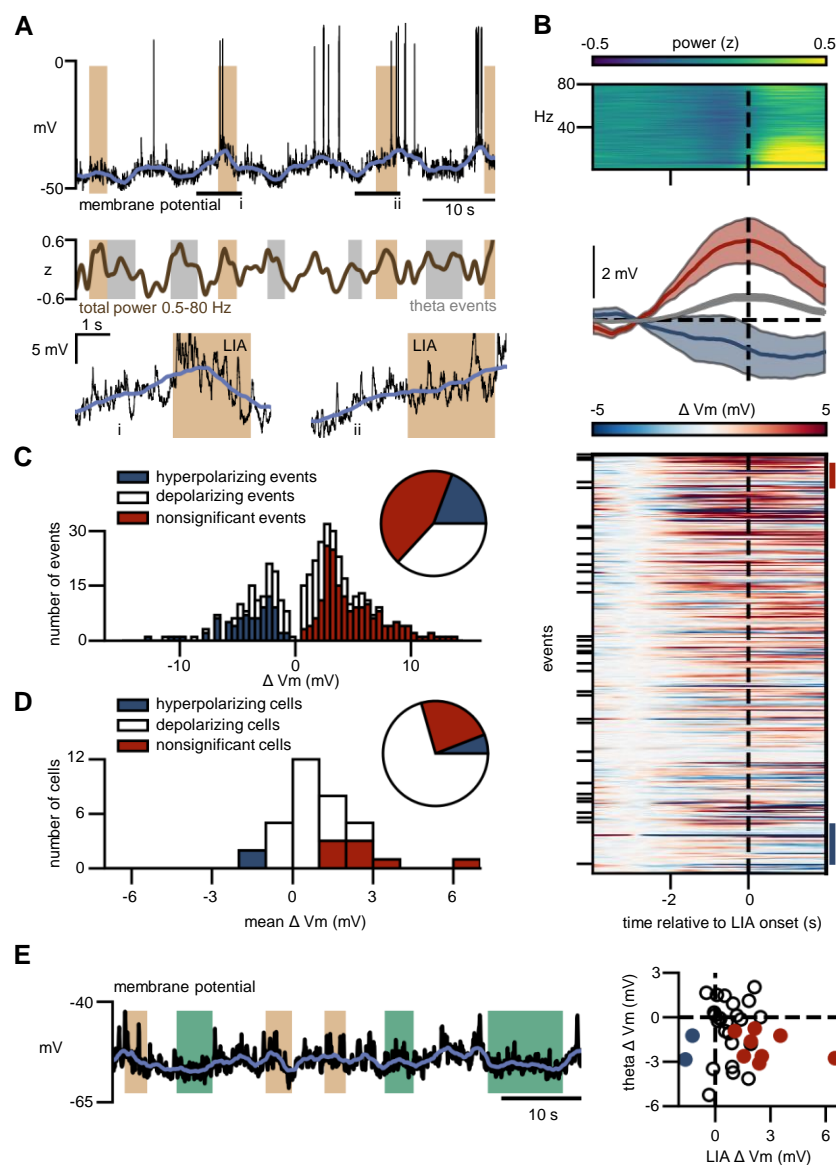 A
0
mV
-50
membrane potential
i
ii
10 s
0.6
z
-0.6
total power 0.5-80 Hz
theta events
1 s
5 mV
LIA
LIA
i
ii
B
power (z)
-0.5
0.5
80
Hz
40
2 mV
Δ Vm (mV)
-5
5
events
-2
0
time relative to LIA onset (s)
C
hyperpolarizing events
depolarizing events
nonsignificant events
30
15
0
number of events
-10
0
10
Δ Vm (mV)
D
hyperpolarizing cells
depolarizing cells
nonsignificant cells
12
6
0
number of cells
-6
-3
0
3
6
mean Δ Vm (mV)
E
membrane potential
-40
mV
-65
10 s
3
0
-3
-6
theta Δ Vm (mV)
0
3
6
LIA Δ Vm (mV)